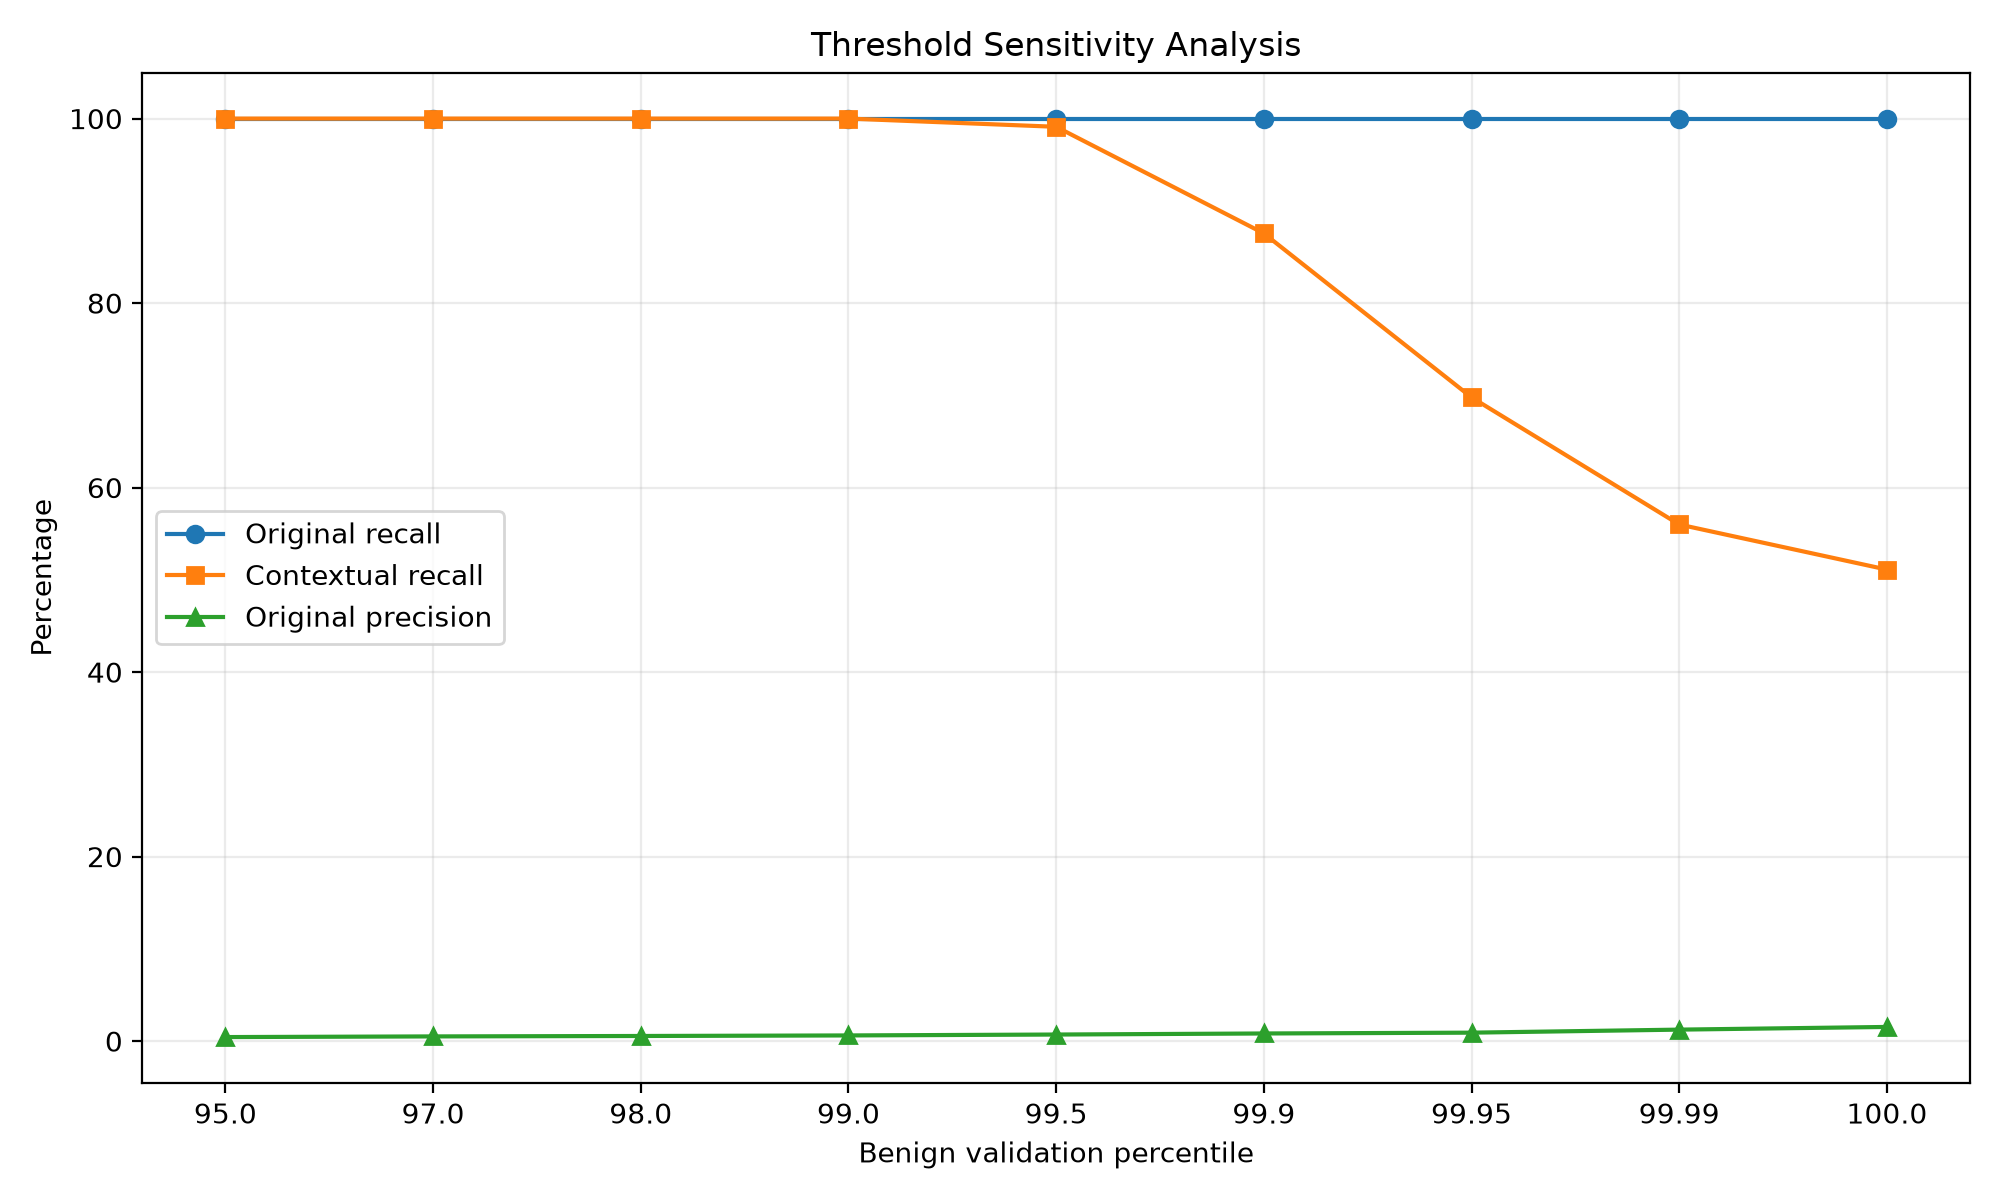 Threshold Sensitivity Analysis
100
80
60
40
20
0
Percentage
Original recall
Contextual recall
Original precision
95.0 97.0 98.0 99.0 99.5 99.9 99.95 99.99 100.0
Benign validation percentile